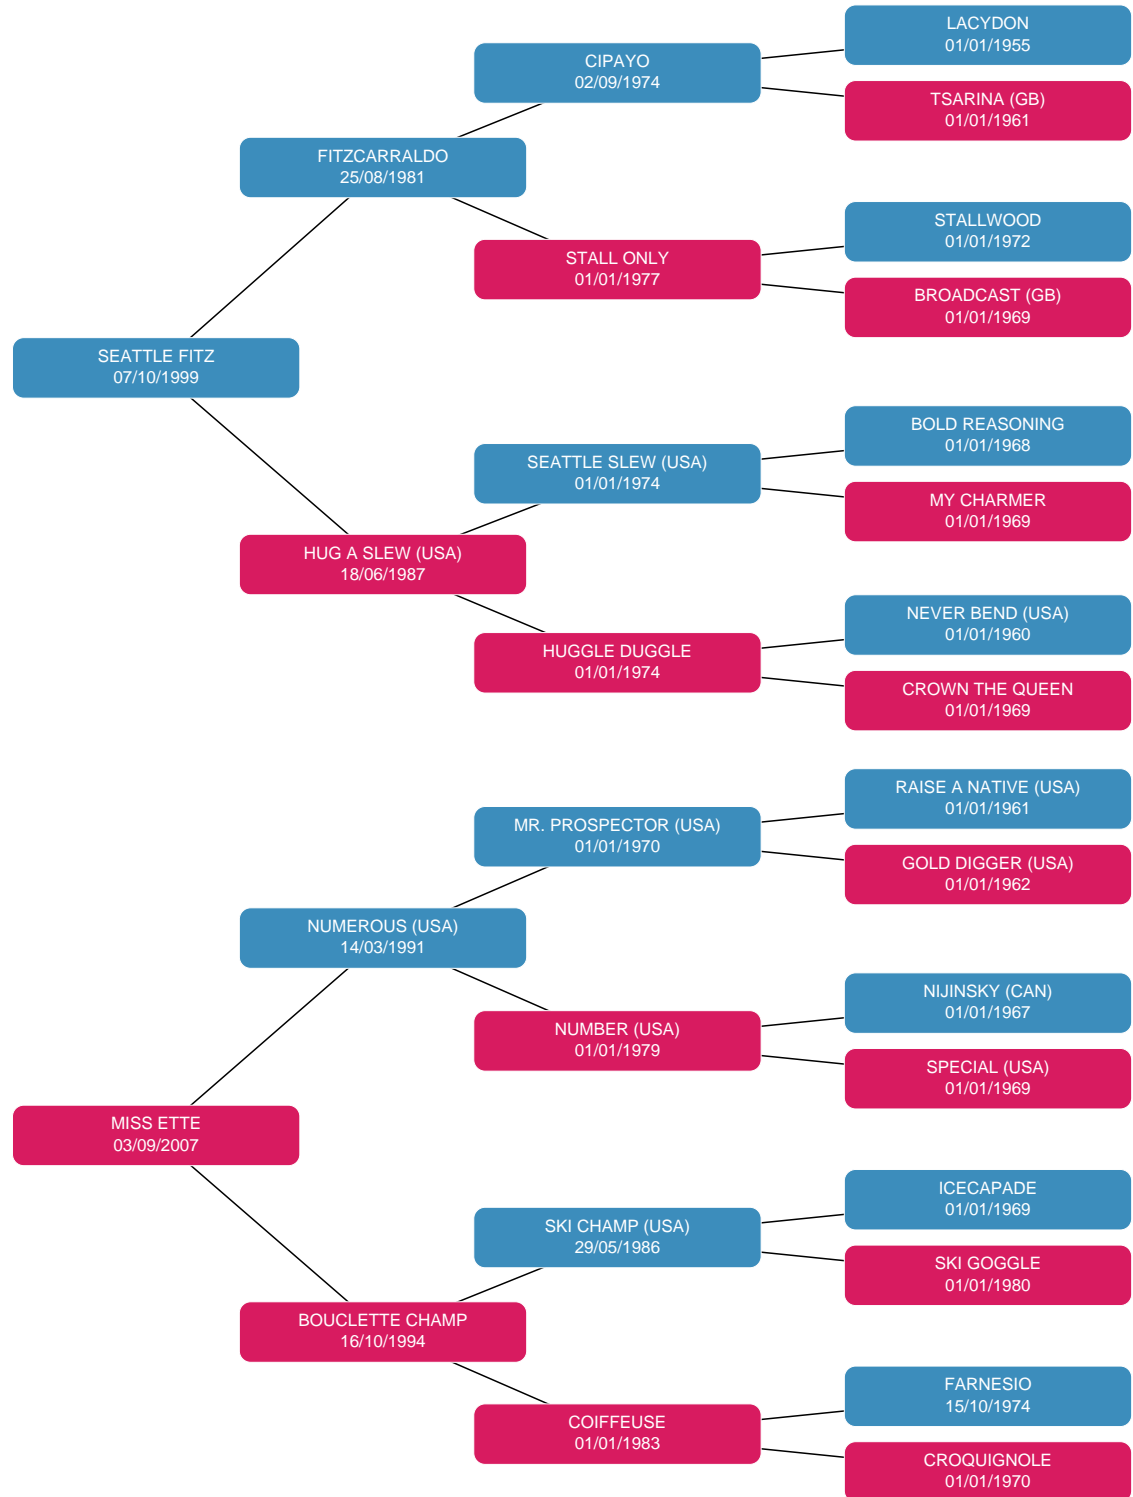 LACYDON
01/01/1955
CIPAYO
02/09/1974
TSARINA (GB)
01/01/1961
FITZCARRALDO
25/08/1981
STALLWOOD
01/01/1972
STALL ONLY
01/01/1977
BROADCAST (GB)
01/01/1969
SEATTLE FITZ
07/10/1999
BOLD REASONING
01/01/1968
SEATTLE SLEW (USA)
01/01/1974
MY CHARMER
01/01/1969
HUG A SLEW (USA)
18/06/1987
NEVER BEND (USA)
01/01/1960
HUGGLE DUGGLE
01/01/1974
CROWN THE QUEEN
01/01/1969
RAISE A NATIVE (USA)
01/01/1961
MR. PROSPECTOR (USA)
01/01/1970
GOLD DIGGER (USA)
01/01/1962
NUMEROUS (USA)
14/03/1991
NIJINSKY (CAN)
01/01/1967
NUMBER (USA)
01/01/1979
SPECIAL (USA)
01/01/1969
MISS ETTE
03/09/2007
ICECAPADE
01/01/1969
SKI CHAMP (USA)
29/05/1986
SKI GOGGLE
01/01/1980
BOUCLETTE CHAMP
16/10/1994
FARNESIO
15/10/1974
COIFFEUSE
01/01/1983
CROQUIGNOLE
01/01/1970